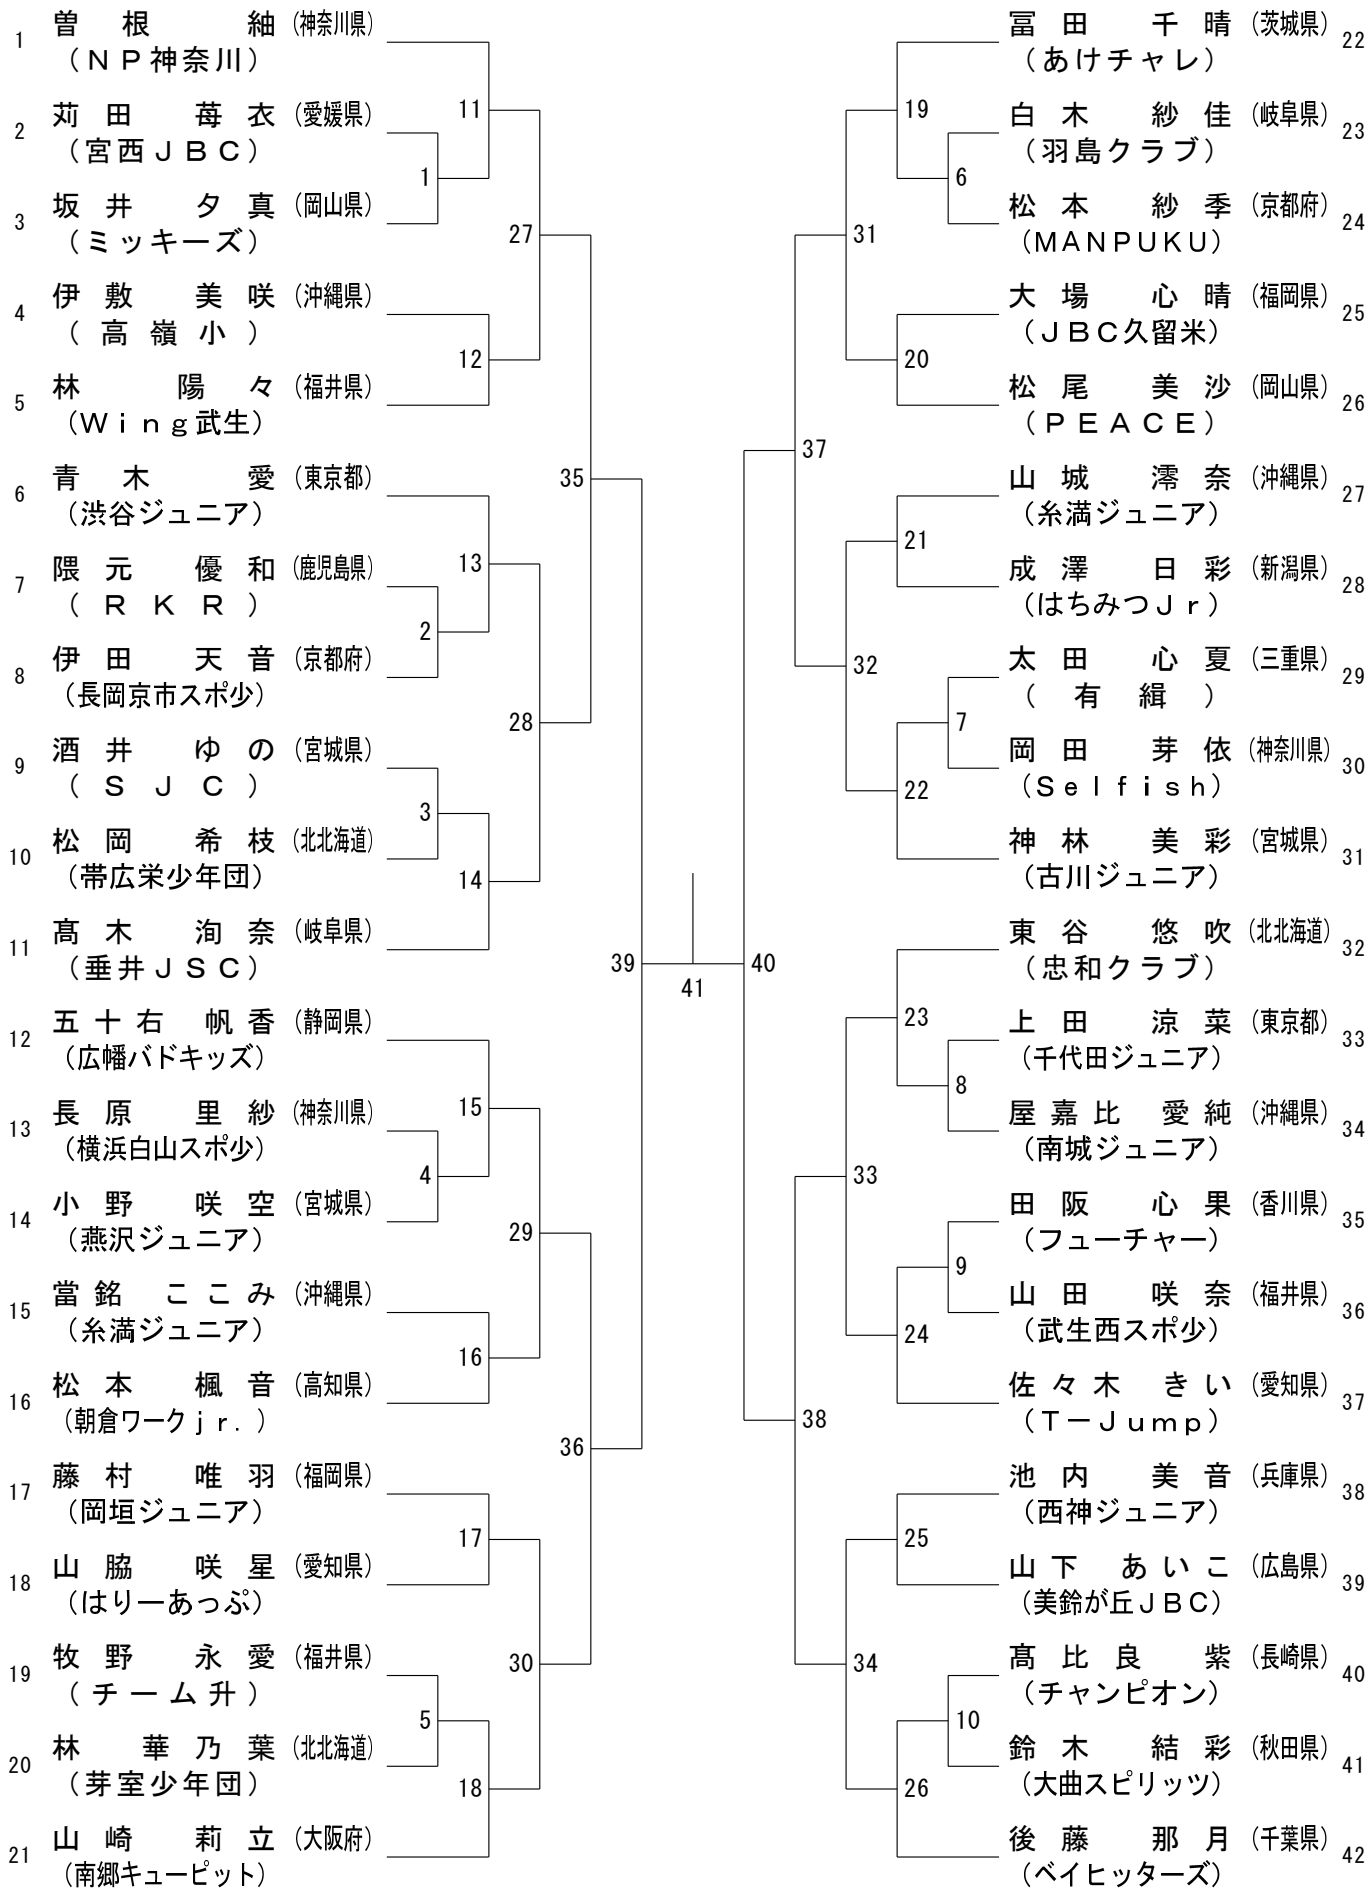 1 曽根 紬 (神奈川県)
(ＮＰ神奈川)
2 苅田 苺衣 (愛媛県)
(宮西ＪＢＣ)
1
3 坂井 夕真 (岡山県)
(ミッキーズ)
11
4 伊敷 美咲 (沖縄県)
(高嶺小)
5 林 陽々 (福井県)
(Ｗｉｎｇ武生)
12
27
6 青木 愛 (東京都)
(渋谷ジュニア)
7 隈元 優和 (鹿児島県)
(ＲＫＲ)
2
8 伊田 天音 (京都府)
(長岡京市スポ少)
13
9 酒井 ゆの (宮城県)
(ＳＪＣ)
3
10 松岡 希枝 (北北海道)
(帯広栄少年団)
14
11 髙木 洵奈 (岐阜県)
(垂井ＪＳＣ)
28
35
12 五十右 帆香 (静岡県)
(広幡バドキッズ)
13 長原 里紗 (神奈川県)
(横浜白山スポ少)
4
14 小野 咲空 (宮城県)
(燕沢ジュニア)
15
15 當銘 ここみ (沖縄県)
(糸満ジュニア)
16 松本 楓音 (高知県)
(朝倉ワークｊｒ．)
16
29
17 藤村 唯羽 (福岡県)
(岡垣ジュニア)
18 山脇 咲星 (愛知県)
(はりーあっぷ)
17
19 牧野 永愛 (福井県)
(チーム升)
5
20 林 華乃葉 (北北海道)
(芽室少年団)
18
21 山崎 莉立 (大阪府)
(南郷キューピット)
30
36
39
41
40
22 冨田 千晴 (茨城県)
(あけチャレ)
19
23 白木 紗佳 (岐阜県)
(羽島クラブ)
6
24 松本 紗季 (京都府)
(MANPUKU)
31
25 大場 心晴 (福岡県)
(ＪＢＣ久留米)
20
26 松尾 美沙 (岡山県)
(ＰＥＡＣＥ)
37
27 山城 澪奈 (沖縄県)
(糸満ジュニア)
21
28 成澤 日彩 (新潟県)
(はちみつＪｒ)
32
29 太田 心夏 (三重県)
(有緝)
7
30 岡田 芽依 (神奈川県)
(Ｓｅｌｆｉｓｈ)
22
31 神林 美彩 (宮城県)
(古川ジュニア)
32 東谷 悠吹 (北北海道)
(忠和クラブ)
23
33 上田 涼菜 (東京都)
(千代田ジュニア)
8
34 屋嘉比 愛純 (沖縄県)
(南城ジュニア)
33
35 田阪 心果 (香川県)
(フューチャー)
9
36 山田 咲奈 (福井県)
(武生西スポ少)
24
37 佐々木 きい (愛知県)
(Ｔ－Ｊｕｍｐ)
38
38 池内 美音 (兵庫県)
(西神ジュニア)
25
39 山下 あいこ (広島県)
(美鈴が丘ＪＢＣ)
34
40 髙比良 紫 (長崎県)
(チャンピオン)
10
41 鈴木 結彩 (秋田県)
(大曲スピリッツ)
26
42 後藤 那月 (千葉県)
(ベイヒッターズ)